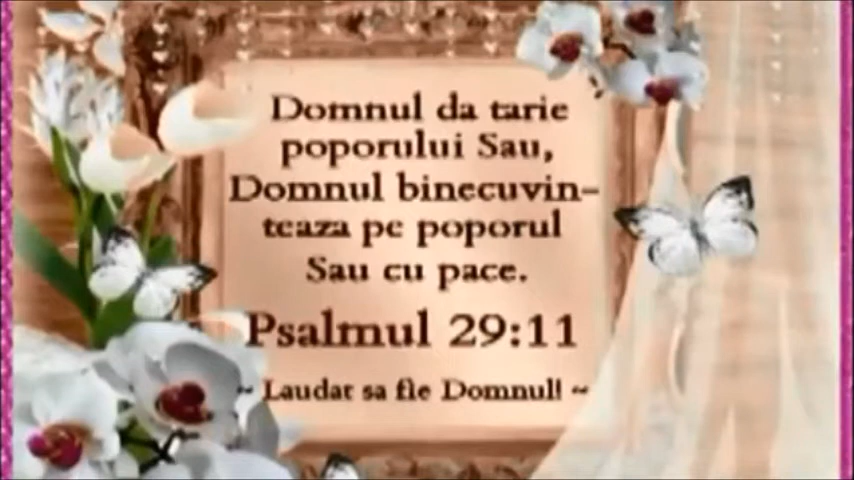 Domnul da tarie
poporului Sau,
Domnul binecuvin-
teaza pe poporul
Sau cu pace.
Psalmul 29:11
~ Laudat sa fie Domnul! ~